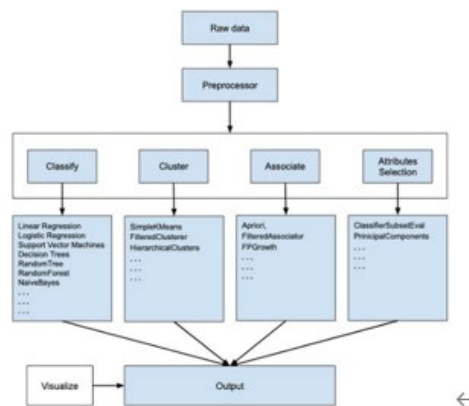 Raw data
Preprocessor
Classify
Cluster
Associate
Attributes
Selection
Linear Regression
Logistic Regression
Support Vector Machines
Decision Trees
RandomTree
RandomForest
NaiveBayes
. . .
. . .
. . .
SimpleKMeans
FilteredClusterer
HierarchicalClusters
. . .
. . .
. . .
Apriori,
FilteredAssociator
FPGrowth
. . .
. . .
. . .
ClassifierSubsetEval
PrinicipalComponents
. . .
. . .
. . .
Visualize
Output